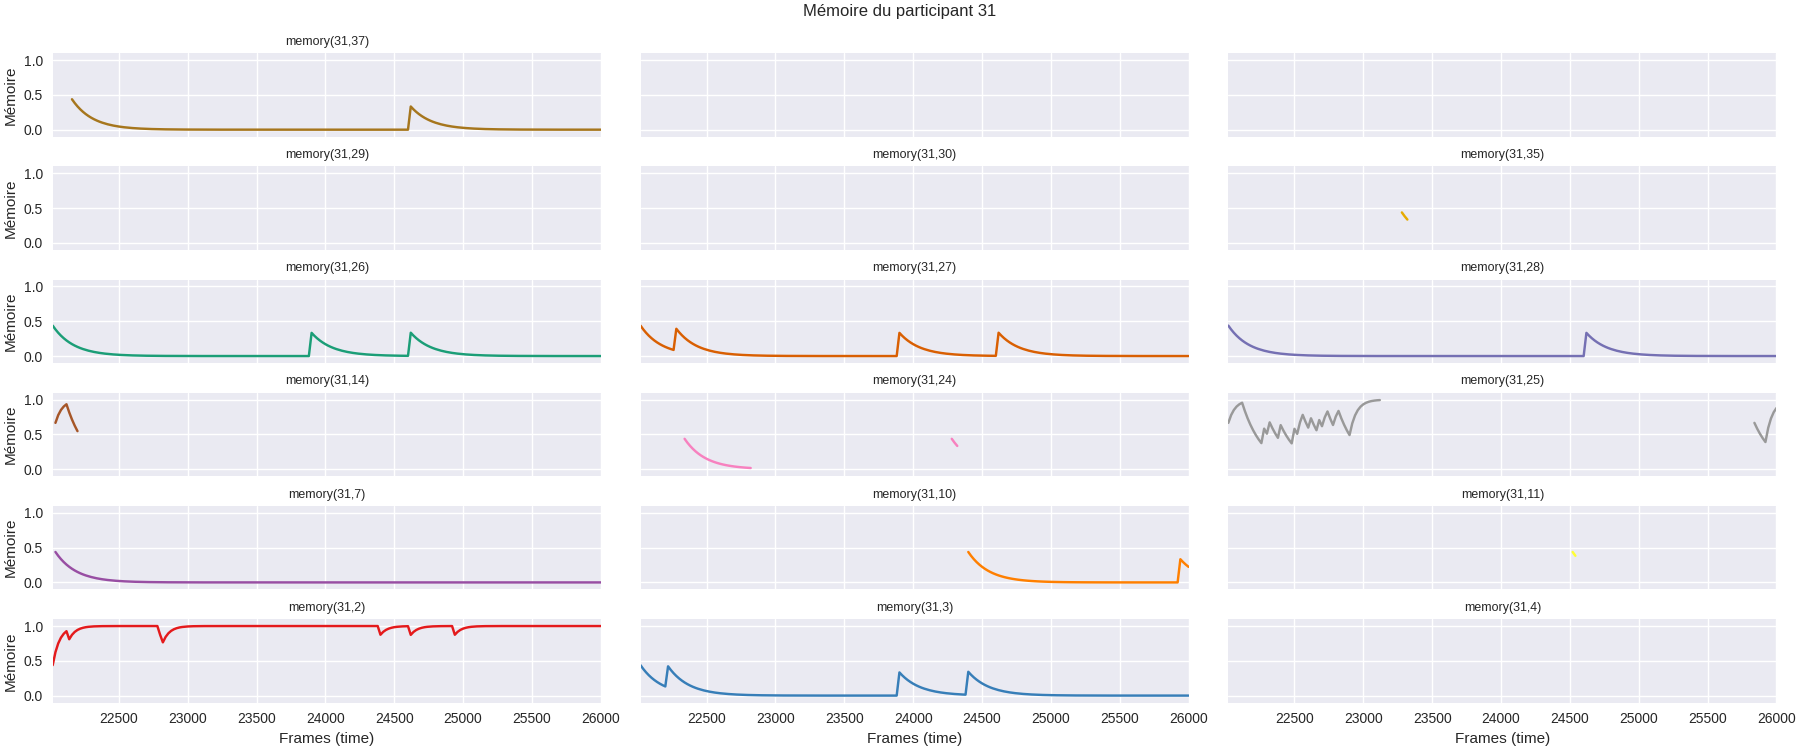 Mémoire du participant 31
memory(31,37)
Mémoire
1.0
0.5
0.0
memory(31,29)
memory(31,30)
memory(31,35)
Mémoire
1.0
0.5
0.0
memory(31,26)
memory(31,27)
memory(31,28)
Mémoire
1.0
0.5
0.0
memory(31,14)
memory(31,24)
memory(31,25)
Mémoire
1.0
0.5
0.0
memory(31,7)
memory(31,10)
memory(31,11)
Mémoire
1.0
0.5
0.0
memory(31,2)
memory(31,3)
memory(31,4)
Mémoire
1.0
0.5
0.0
22500 23000 23500 24000 24500 25000 25500 26000
22500 23000 23500 24000 24500 25000 25500 26000
22500 23000 23500 24000 24500 25000 25500 26000
Frames (time)
Frames (time)
Frames (time)